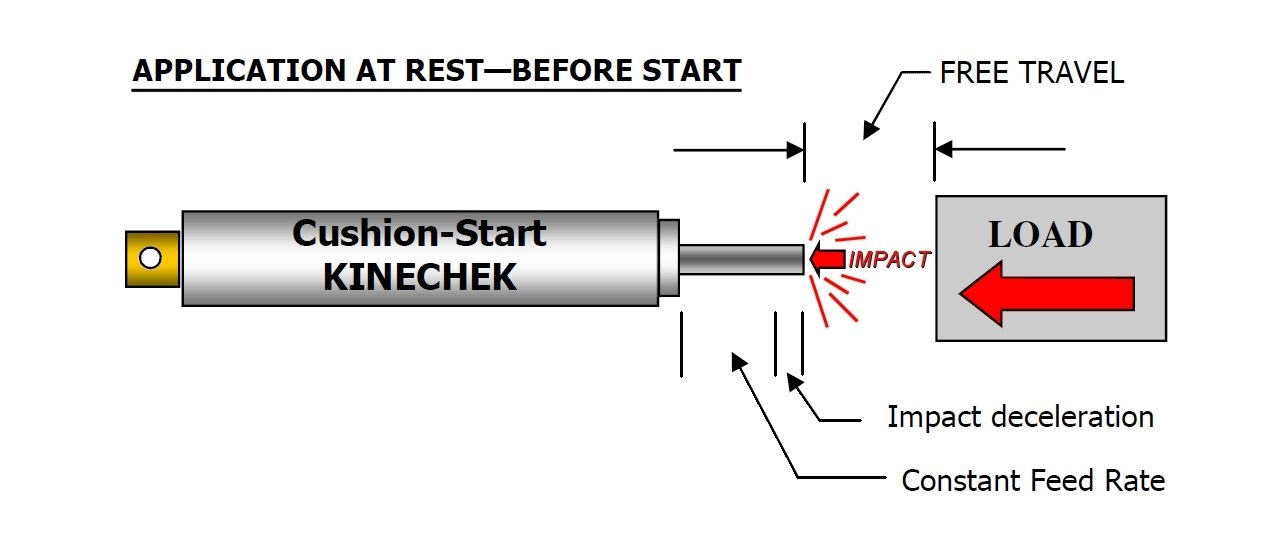 APPLICATION AT REST—BEFORE START
FREE TRAVEL
Cushion-Start
KINECHEK
IMPACT
LOAD
Impact deceleration
Constant Feed Rate